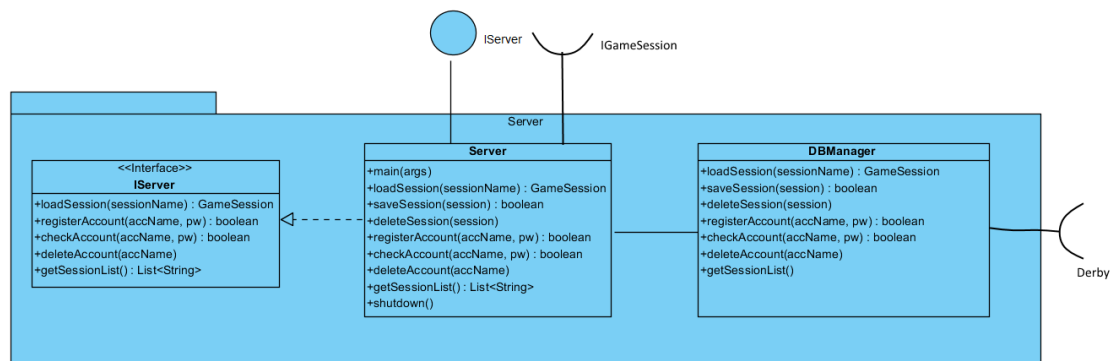 IServer
IGameSession
Server
<<Interface>>
IServer
+loadSession(sessionName) : GameSession
+registerAccount(accName, pw) : boolean
+checkAccount(accName, pw) : boolean
+deleteAccount(accName)
+getSessionList() : List<String>
Server
+main(args)
+loadSession(sessionName) : GameSession
+saveSession(session) : boolean
+deleteSession(session)
+registerAccount(accName, pw) : boolean
+checkAccount(accName, pw) : boolean
+deleteAccount(accName)
+getSessionList() : List<String>
+shutdown()
DBManager
+loadSession(sessionName) : GameSession
+saveSession(session) : boolean
+deleteSession(session)
+registerAccount(accName, pw) : boolean
+checkAccount(accName, pw) : boolean
+deleteAccount(accName)
+getSessionList()
Derby